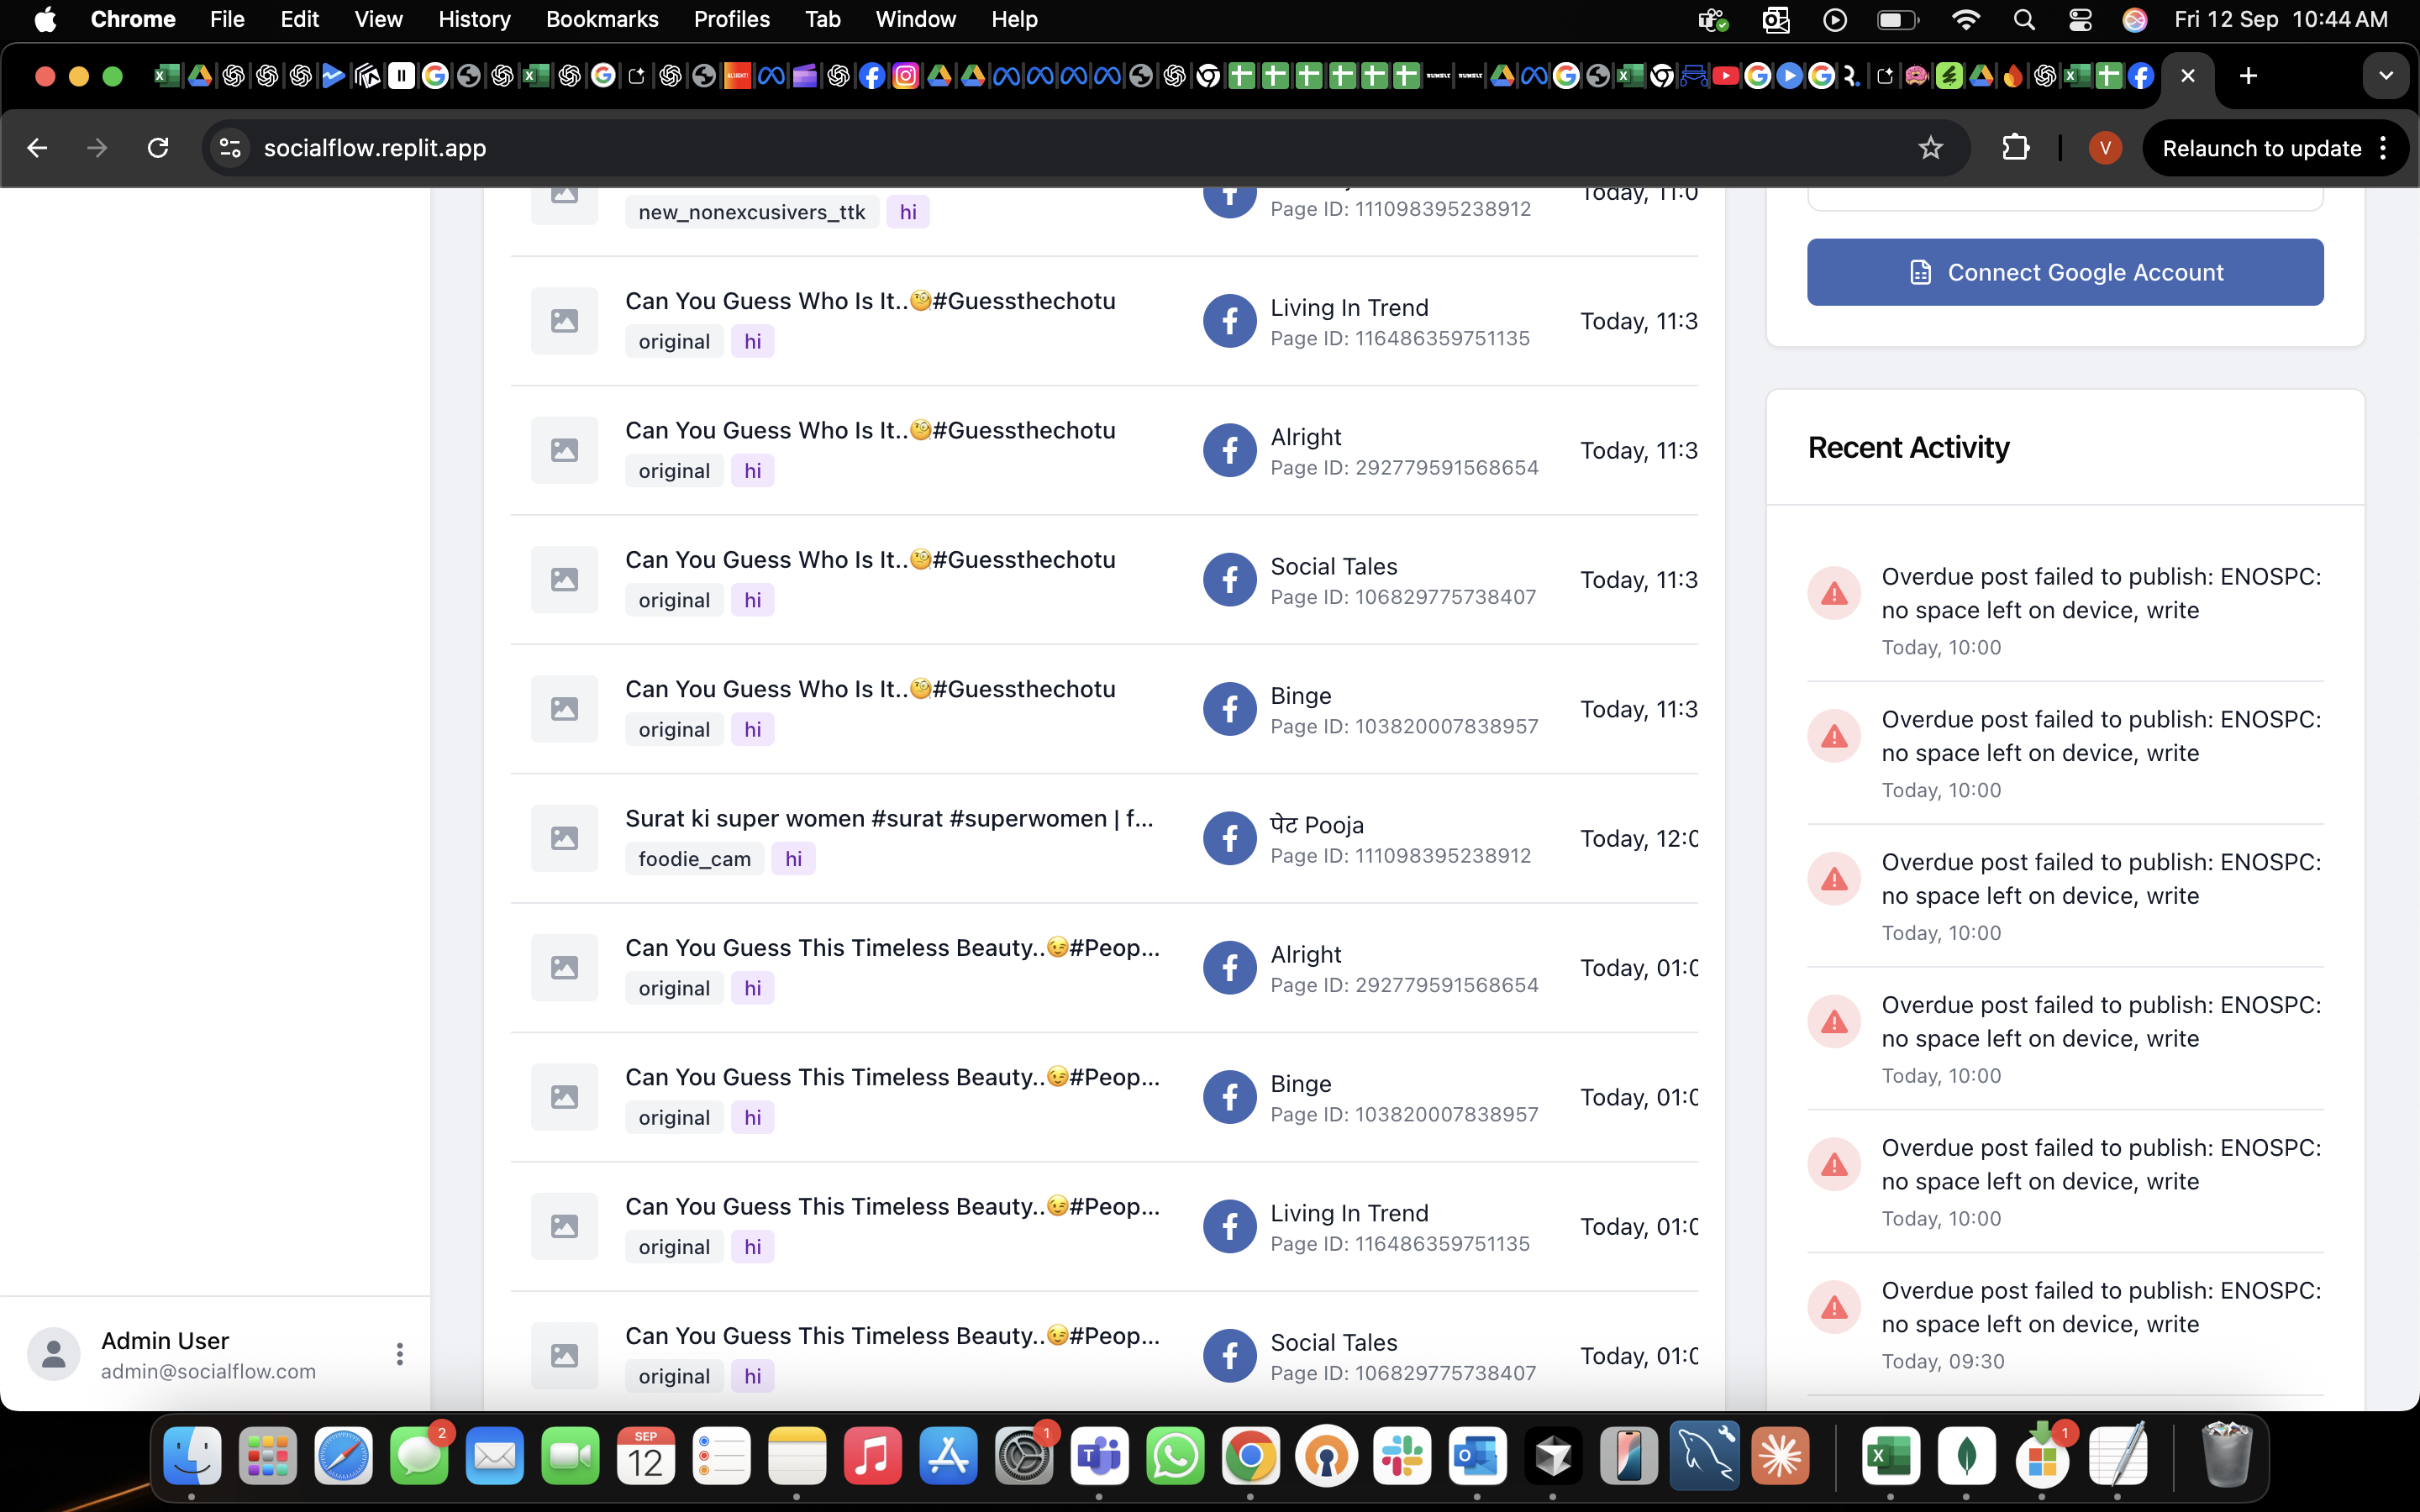 Chrome File Edit View History Bookmarks Profiles Tab Window Help Fri 12 Sep 10:44 AM
socialflow.replit.app
Relaunch to update
V
new_nonexcusivers_ttk hi
Page ID: 111098395238912
Today, 11:0
Can You Guess Who Is It..🧐#Guessthechotu
original hi
Living In Trend
Page ID: 116486359751135
Today, 11:3
Can You Guess Who Is It..🧐#Guessthechotu
original hi
Alright
Page ID: 292779591568654
Today, 11:3
Can You Guess Who Is It..🧐#Guessthechotu
original hi
Social Tales
Page ID: 106829775738407
Today, 11:3
Can You Guess Who Is It..🧐#Guessthechotu
original hi
Binge
Page ID: 103820007838957
Today, 11:3
Surat ki super women #surat #superwomen | f...
foodie_cam hi
पेट Pooja
Page ID: 111098395238912
Today, 12:0
Can You Guess This Timeless Beauty..😉#Peop...
original hi
Alright
Page ID: 292779591568654
Today, 01:0
Can You Guess This Timeless Beauty..😉#Peop...
original hi
Binge
Page ID: 103820007838957
Today, 01:0
Can You Guess This Timeless Beauty..😉#Peop...
original hi
Living In Trend
Page ID: 116486359751135
Today, 01:0
Can You Guess This Timeless Beauty..😉#Peop...
original hi
Social Tales
Page ID: 106829775738407
Today, 01:0
Connect Google Account
Recent Activity
Overdue post failed to publish: ENOSPC:
no space left on device, write
Today, 10:00
Overdue post failed to publish: ENOSPC:
no space left on device, write
Today, 10:00
Overdue post failed to publish: ENOSPC:
no space left on device, write
Today, 10:00
Overdue post failed to publish: ENOSPC:
no space left on device, write
Today, 10:00
Overdue post failed to publish: ENOSPC:
no space left on device, write
Today, 10:00
Overdue post failed to publish: ENOSPC:
no space left on device, write
Today, 09:30
Admin User
admin@socialflow.com
2
SEP
12
1
1